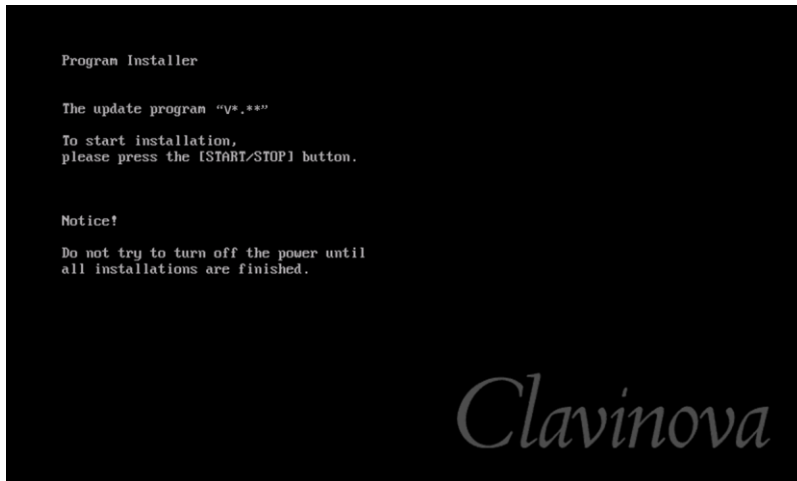 Program Installer
The update program “V*.**”
To start installation,
please press the [START/STOP] button.
Notice!
Do not try to turn off the power until
all installations are finished.
Clavinova